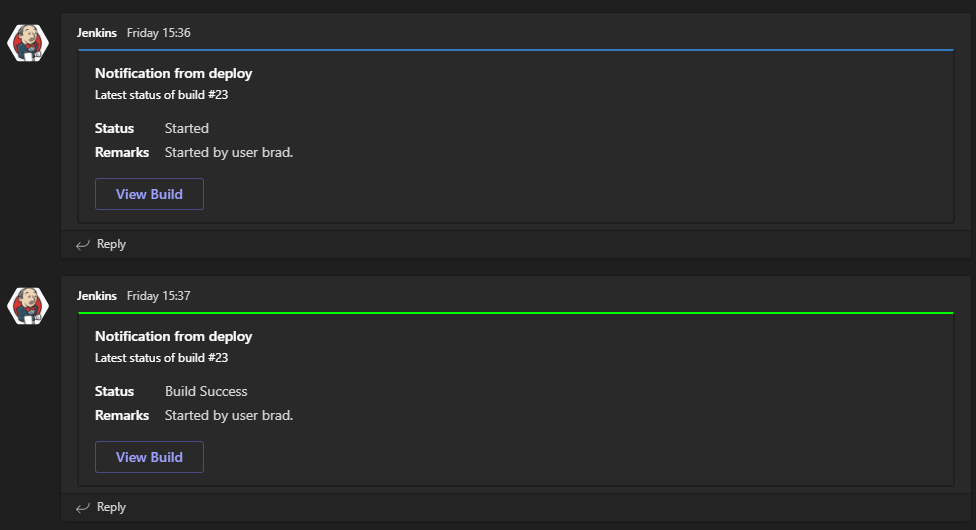 Jenkins Friday 15:36
Notification from deploy
Latest status of build #23
Status Started
Remarks Started by user brad.
View Build
Reply
Jenkins Friday 15:37
Notification from deploy
Latest status of build #23
Status Build Success
Remarks Started by user brad.
View Build
Reply